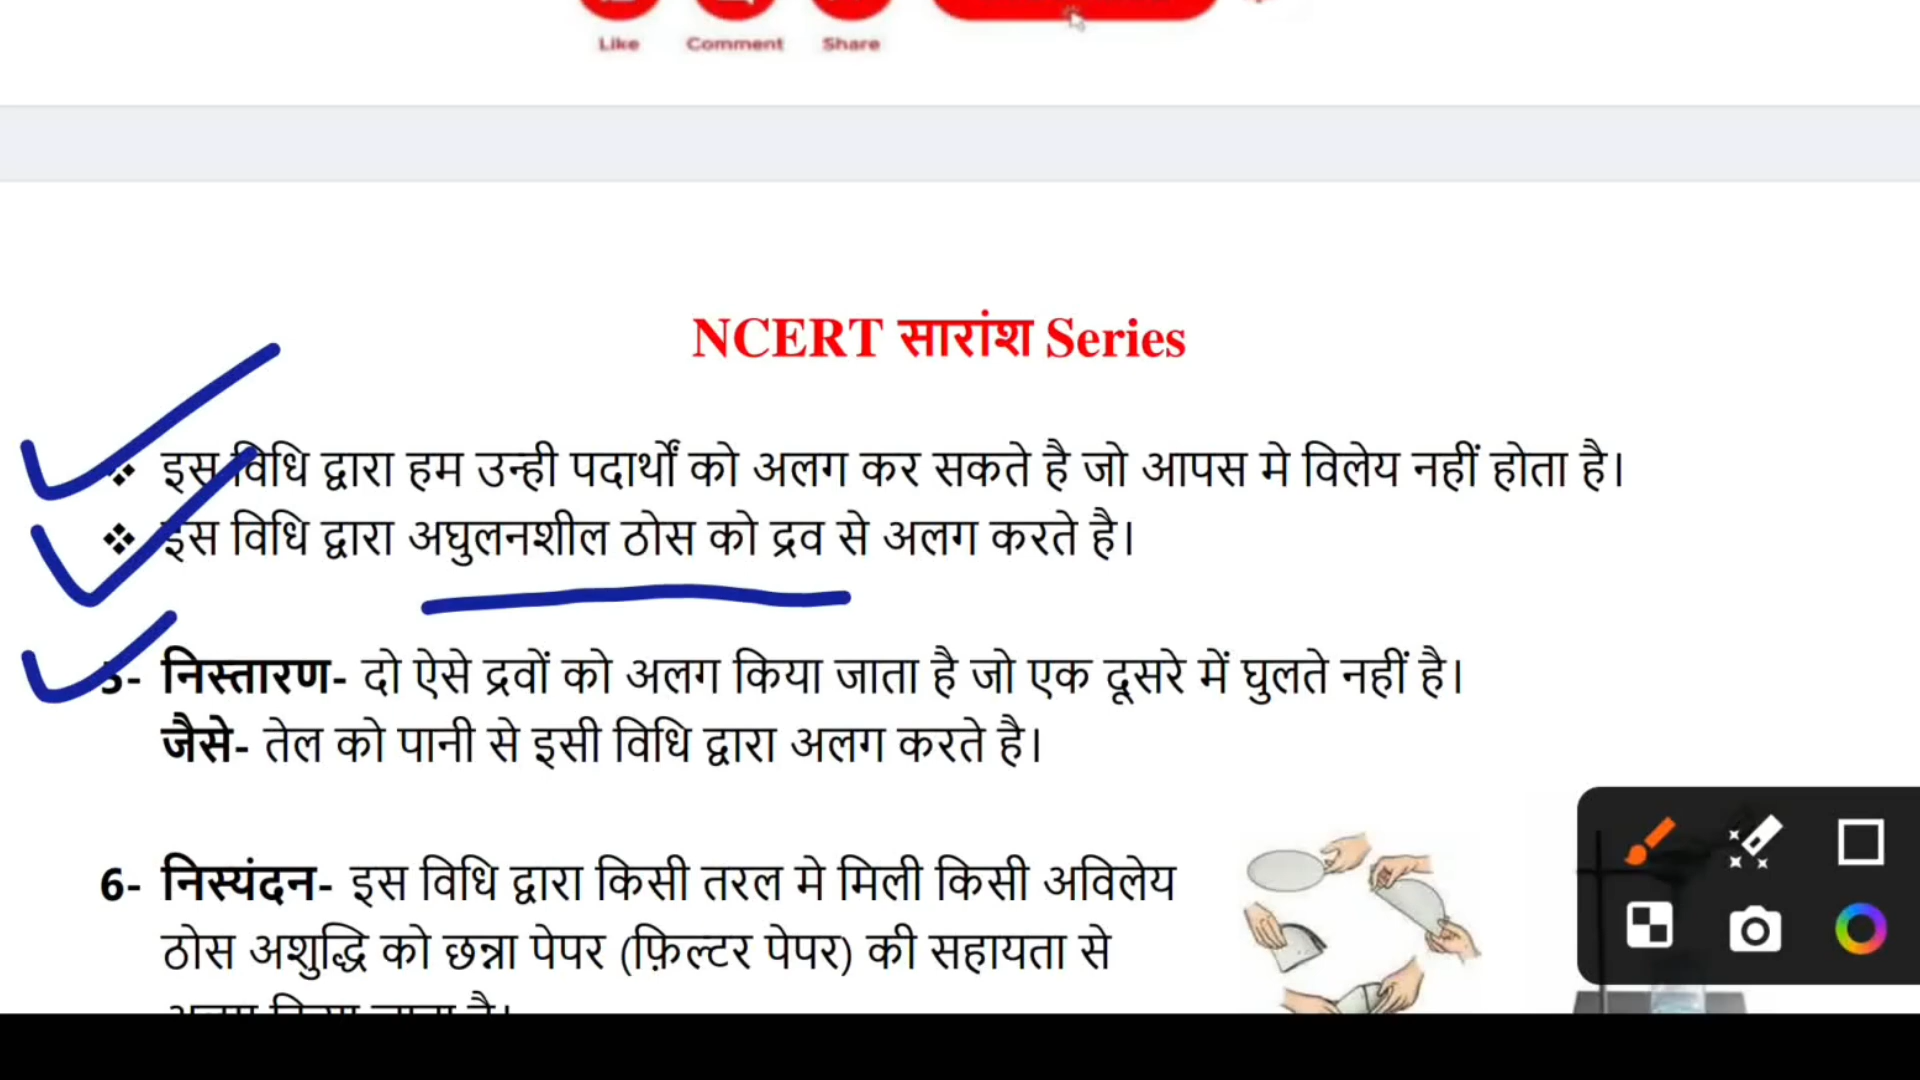 Like Comment Share
NCERT सारांश Series
❖ इस विधि द्वारा हम उन्ही पदार्थों को अलग कर सकते है जो आपस मे विलेय नहीं होता है।
❖ इस विधि द्वारा अघुलनशील ठोस को द्रव से अलग करते है।
5- निस्तारण- दो ऐसे द्रवों को अलग किया जाता है जो एक दूसरे में घुलते नहीं है।
जैसे- तेल को पानी से इसी विधि द्वारा अलग करते है।
6- निस्यंदन- इस विधि द्वारा किसी तरल मे मिली किसी अविलेय
ठोस अशुद्धि को छन्ना पेपर (फ़िल्टर पेपर) की सहायता से